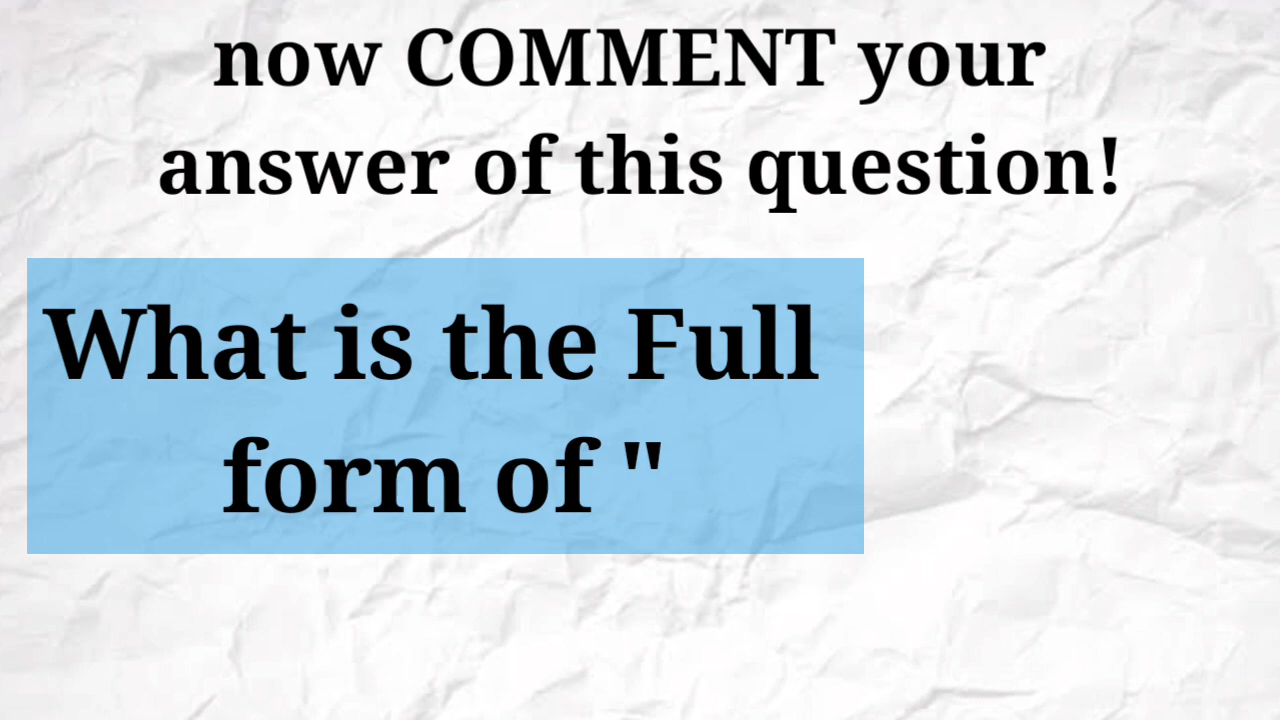 now COMMENT your
answer of this question!
What is the Full
form of "